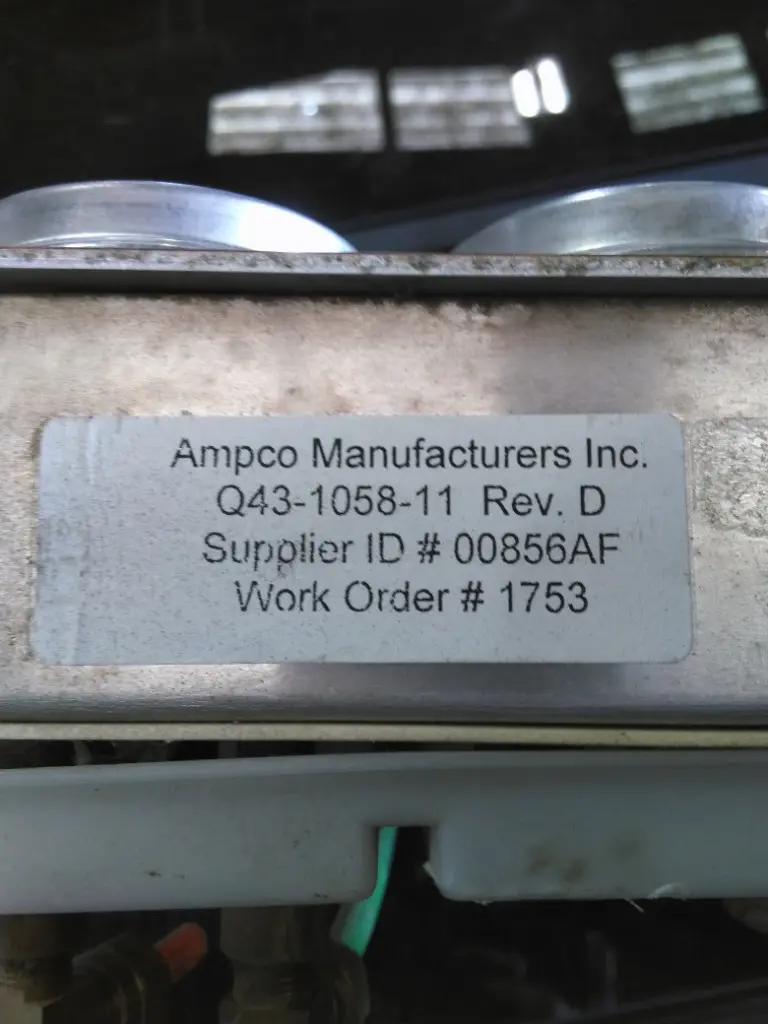 Ampco Manufacturers Inc.
Q43-1058-11 Rev. D
Supplier ID # 00856AF
Work Order # 1753